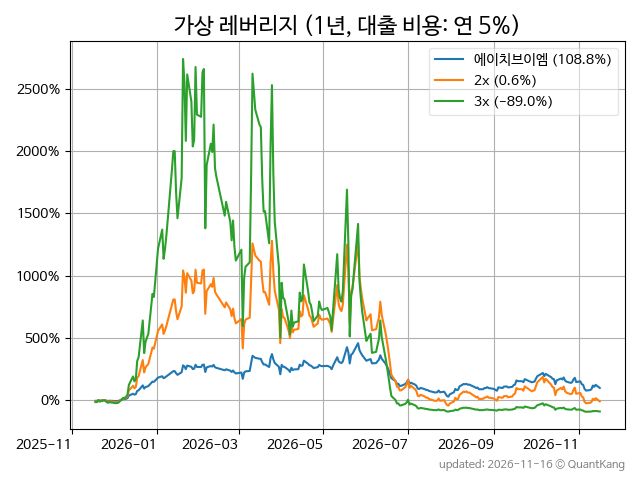 가상 레버리지 (1년, 대출 비용: 연 5%)
에이치브이엠 (108.8%)
2x (0.6%)
3x (−89.0%)
2500%
2000%
1500%
1000%
500%
0%
2025-11 2026-01 2026-03 2026-05 2026-07 2026-09 2026-11
updated: 2026-11-16 © QuantKang